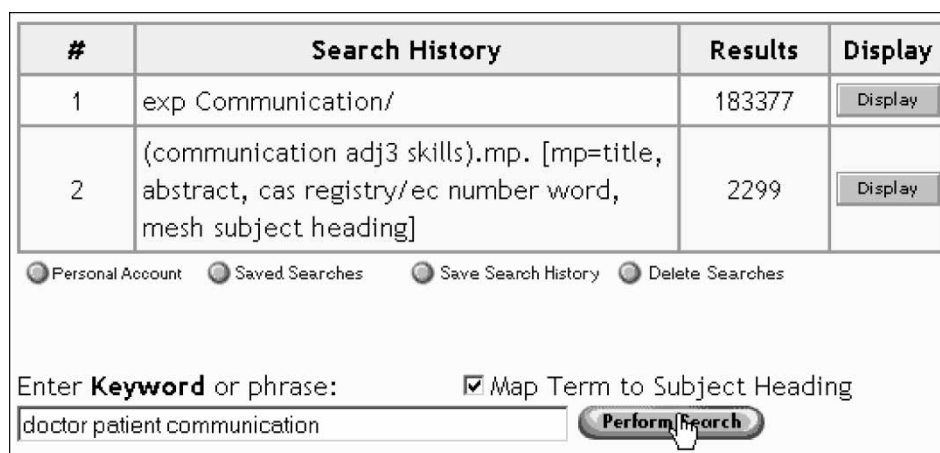 # Search History Results Display
1 exp Communication/ 183377 Display
(communication adj3 skills).mp. [mp=title,
2 abstract, cas registry/ec number word, 2299 Display
mesh subject heading]
Personal Account Saved Searches Save Search History Delete Searches
Enter Keyword or phrase: Map Term to Subject Heading
doctor patient communication Perform Search